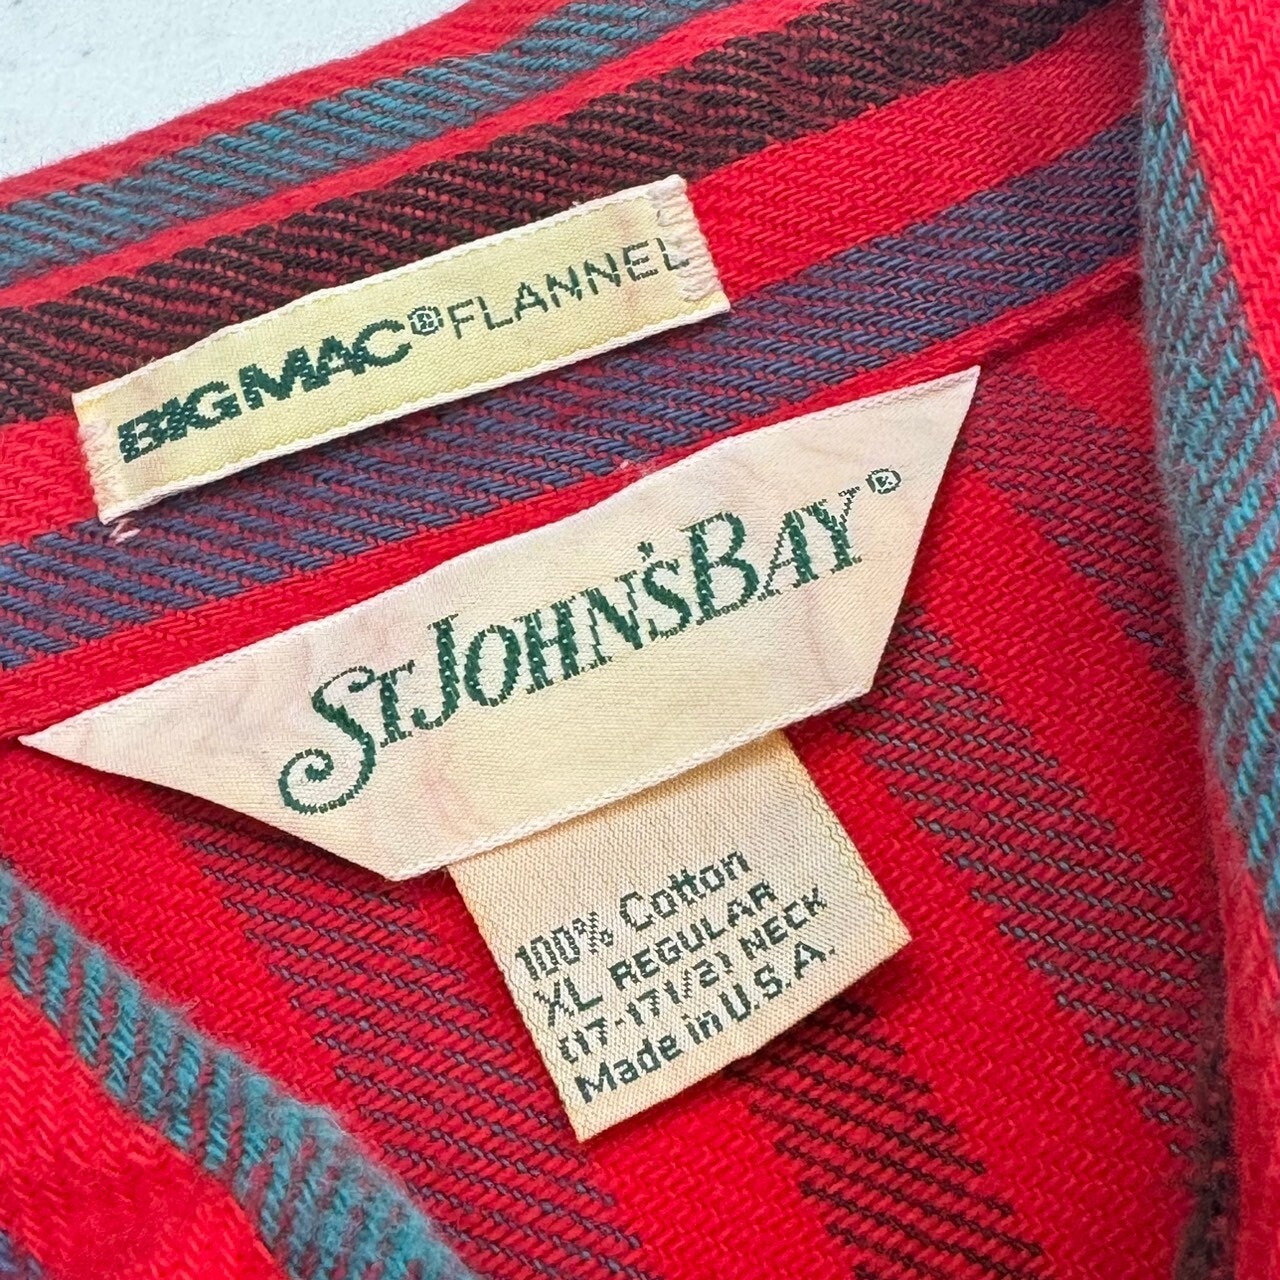 BIG MAC® FLANNEL
ST. JOHN'S BAY®
100% Cotton
XL REGULAR
(17-17 1/2) NECK
Made in U.S.A.